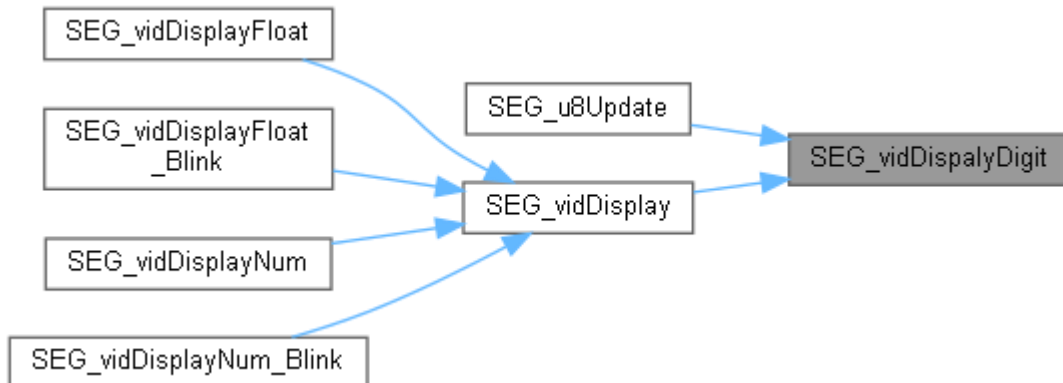 SEG_vidDisplayFloat
SEG_vidDisplayFloat
_Blink
SEG_vidDisplayNum
SEG_vidDisplayNum_Blink
SEG_u8Update
SEG_vidDisplay
SEG_vidDispalyDigit